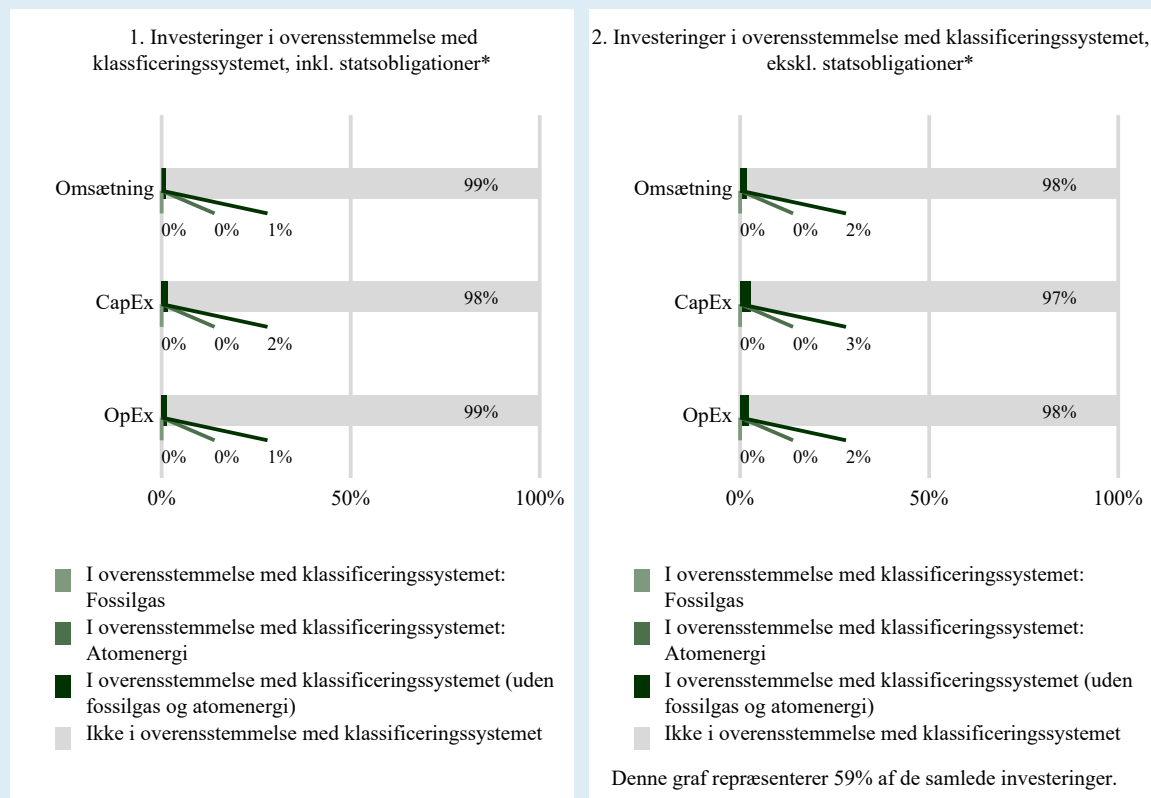 1. Investeringer i overensstemmelse med
klassficeringssystemet, inkl. statsobligationer*
Omsætning
99%
0% 0% 1%
CapEx
98%
0% 0% 2%
OpEx
99%
0% 0% 1%
0% 50% 100%
I overensstemmelse med klassificeringssystemet:
Fossilgas
I overensstemmelse med klassificeringssystemet:
Atomenergi
I overensstemmelse med klassificeringssystemet (uden
fossilgas og atomenergi)
Ikke i overensstemmelse med klassificeringssystemet
2. Investeringer i overensstemmelse med klassificeringssystemet,
ekskl. statsobligationer*
Omsætning
98%
0% 0% 2%
CapEx
97%
0% 0% 3%
OpEx
98%
0% 0% 2%
0% 50% 100%
I overensstemmelse med klassificeringssystemet:
Fossilgas
I overensstemmelse med klassificeringssystemet:
Atomenergi
I overensstemmelse med klassificeringssystemet (uden
fossilgas og atomenergi)
Ikke i overensstemmelse med klassificeringssystemet
Denne graf repræsenterer 59% af de samlede investeringer.